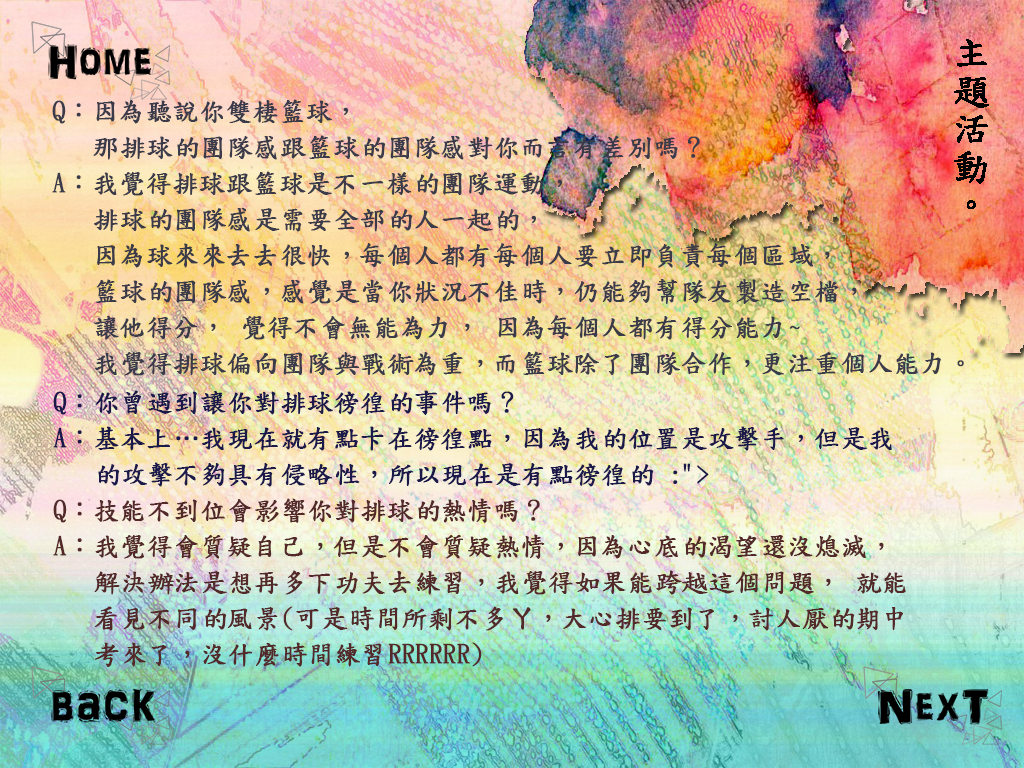 HOME
主題活動。
Q：因為聽說你雙棲籃球，
那排球的團隊感跟籃球的團隊感對你而言有差別嗎？
A：我覺得排球跟籃球是不一樣的團隊運動
排球的團隊感是需要全部的人一起的，
因為球來來去去很快，每個人都有每個人要立即負責每個區域，
籃球的團隊感，感覺是當你狀況不佳時，仍能夠幫隊友製造空檔，
讓他得分， 覺得不會無能為力， 因為每個人都有得分能力~
我覺得排球偏向團隊與戰術為重，而籃球除了團隊合作，更注重個人能力。
Q：你曾遇到讓你對排球徬徨的事件嗎？
A：基本上…我現在就有點卡在徬徨點，因為我的位置是攻擊手，但是我
的攻擊不夠具有侵略性，所以現在是有點徬徨的 :">
Q：技能不到位會影響你對排球的熱情嗎？
A：我覺得會質疑自己，但是不會質疑熱情，因為心底的渴望還沒熄滅，
解決辦法是想再多下功夫去練習，我覺得如果能跨越這個問題， 就能
看見不同的風景(可是時間所剩不多ㄚ，大心排要到了，討人厭的期中
考來了，沒什麼時間練習RRRRRR)
BACK
NEXT